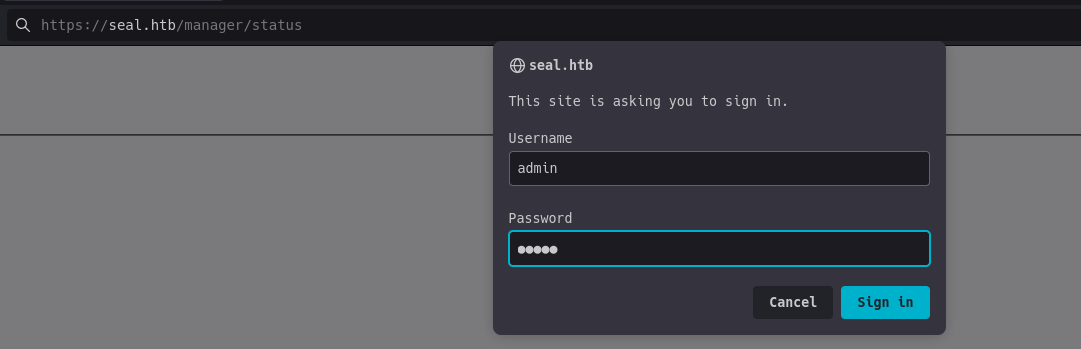 https://seal.htb/manager/status
seal.htb
This site is asking you to sign in.
Username
admin
Password
●●●●●
Cancel Sign in